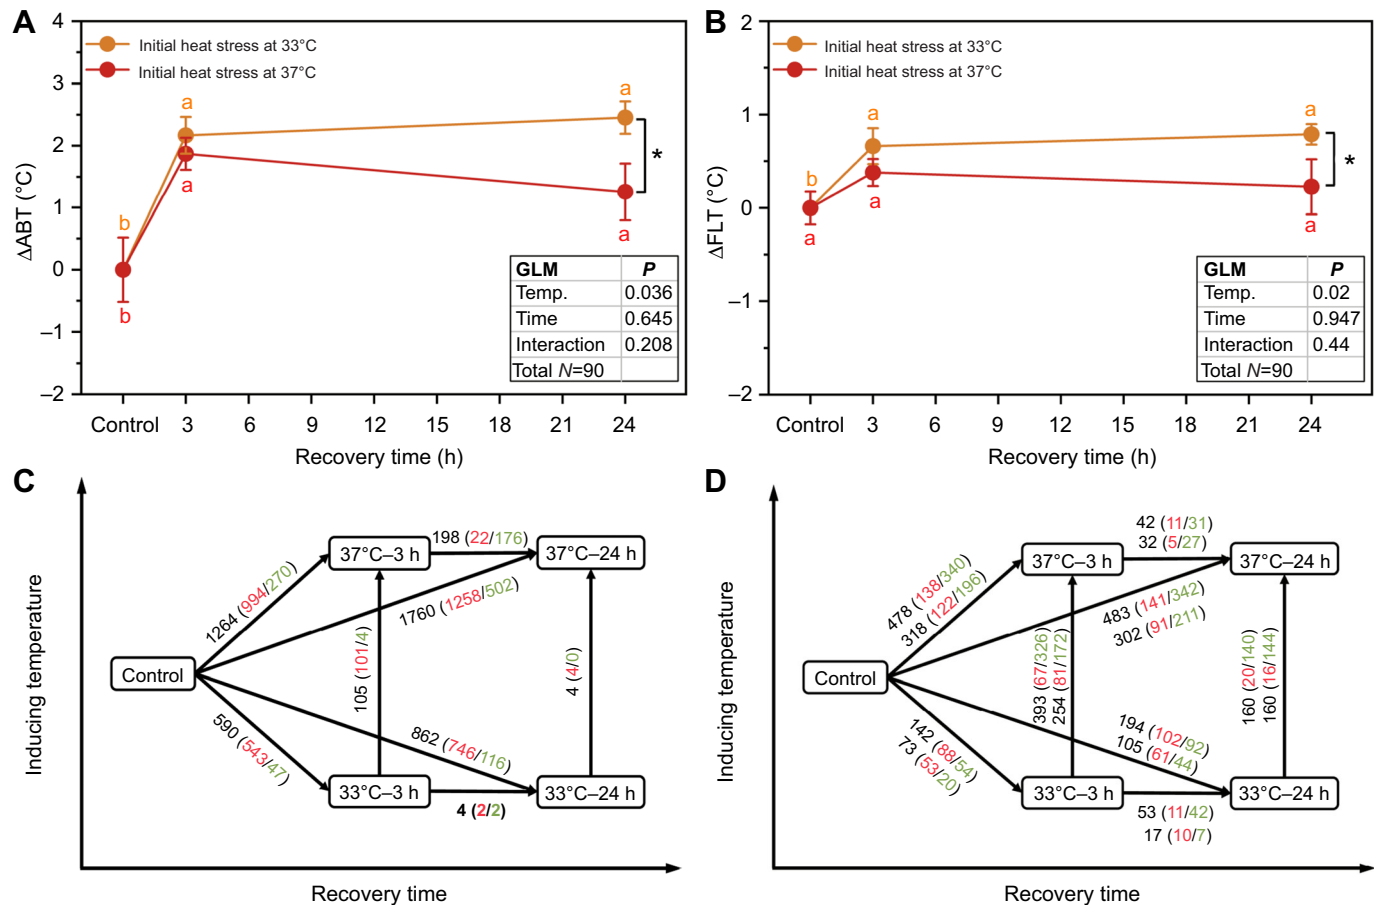 A
4
3
2
1
0
–1
–2
ΔABT (°C)
Initial heat stress at 33°C
Initial heat stress at 37°C
b
b
a
a
a
a
*
GLM P
Temp. 0.036
Time 0.645
Interaction 0.208
Total N=90
Control 3 6 9 12 15 18 21 24
Recovery time (h)
B
2
1
0
–1
–2
ΔFLT (°C)
Initial heat stress at 33°C
Initial heat stress at 37°C
b
a
a
a
a
a
*
GLM P
Temp. 0.02
Time 0.947
Interaction 0.44
Total N=90
Control 3 6 9 12 15 18 21 24
Recovery time (h)
C
Inducing temperature
Control
37°C–3 h
37°C–24 h
33°C–3 h
33°C–24 h
1264 (994/270)
198 (22/176)
1760 (1258/502)
105 (101/4)
4 (4/0)
590 (543/47)
862 (746/116)
4 (2/2)
Recovery time
D
Inducing temperature
Control
37°C–3 h
37°C–24 h
33°C–3 h
33°C–24 h
478 (138/340)
318 (122/196)
42 (11/31)
32 (5/27)
483 (141/342)
302 (91/211)
393 (67/326)
254 (81/172)
160 (20/140)
160 (16/144)
142 (88/54)
73 (53/20)
194 (102/92)
105 (61/44)
53 (11/42)
17 (10/7)
Recovery time